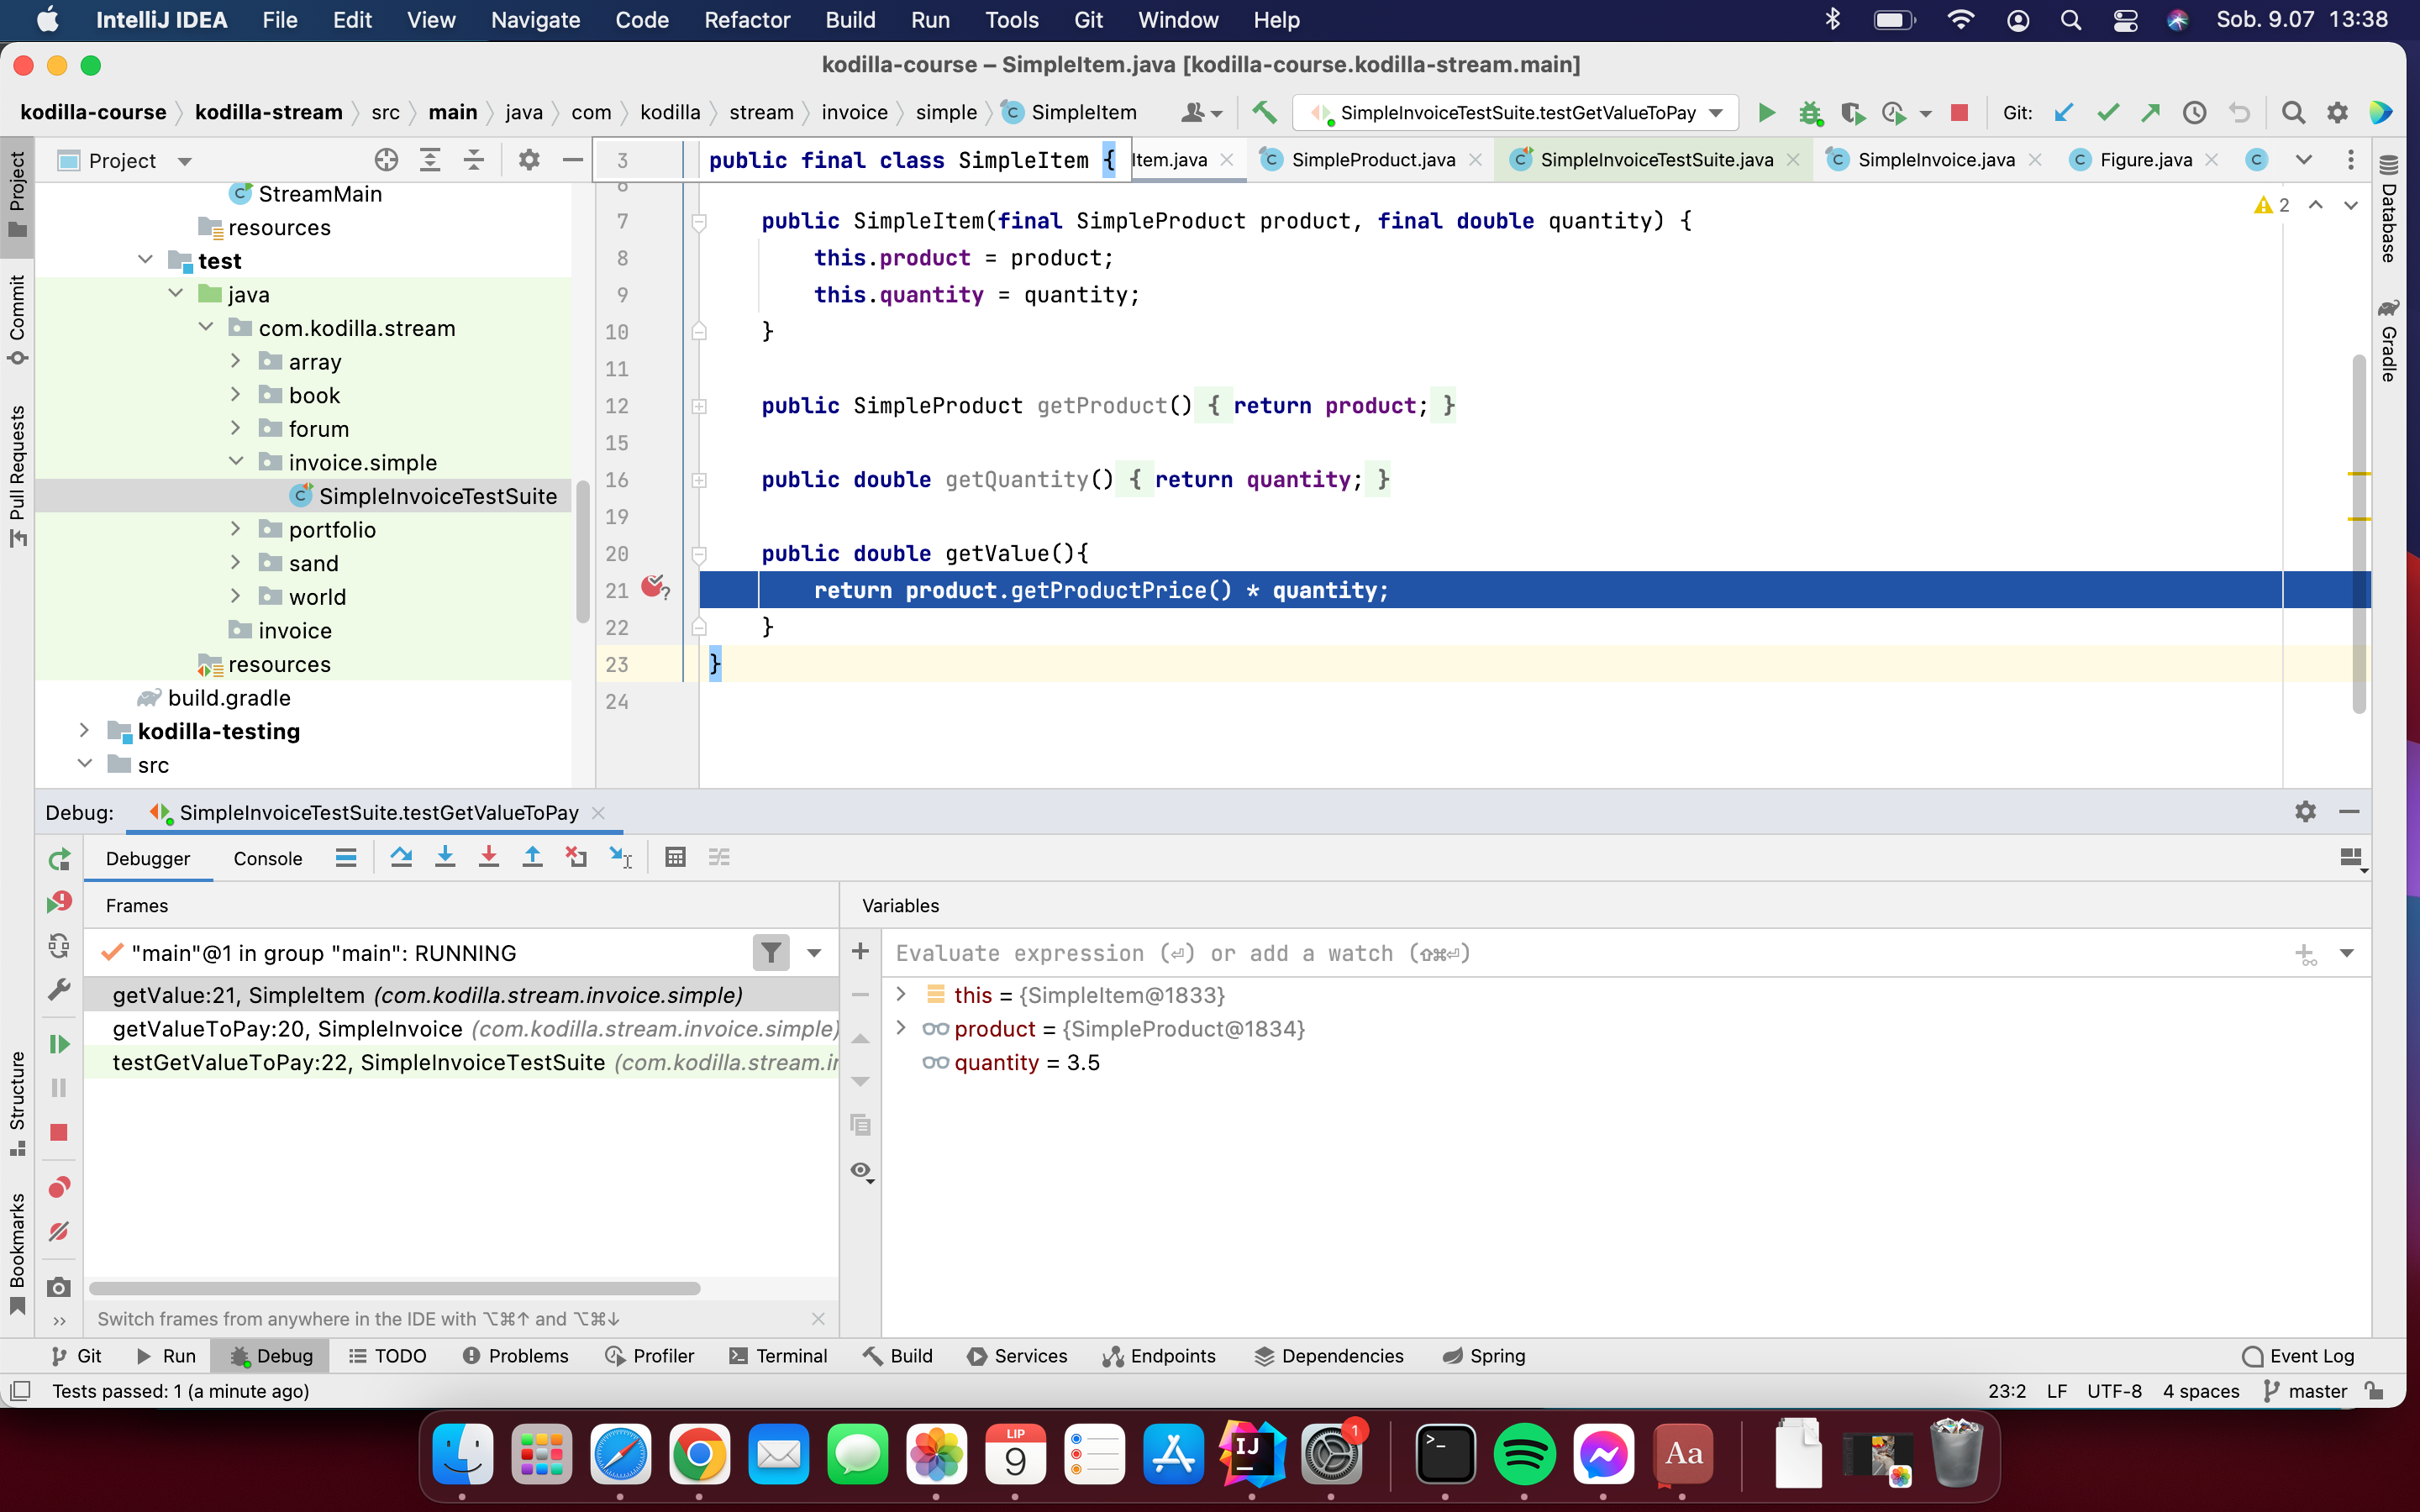 IntelliJ IDEA File Edit View Navigate Code Refactor Build Run Tools Git Window Help Sob. 9.07 13:38
kodilla-course – SimpleItem.java [kodilla-course.kodilla-stream.main]
kodilla-course kodilla-stream src main java com kodilla stream invoice simple SimpleItem SimpleInvoiceTestSuite.testGetValueToPay Git:
Project
3 public final class SimpleItem {
Item.java SimpleProduct.java SimpleInvoiceTestSuite.java SimpleInvoice.java Figure.java
Project
Commit
Pull Requests
Structure
Bookmarks
Database
Gradle
StreamMain
resources
test
java
com.kodilla.stream
array
book
forum
invoice.simple
SimpleInvoiceTestSuite
portfolio
sand
world
invoice
resources
build.gradle
kodilla-testing
src
2
6
7 public SimpleItem(final SimpleProduct product, final double quantity) {
8 this.product = product;
9 this.quantity = quantity;
10 }
11
12 public SimpleProduct getProduct() { return product; }
15
16 public double getQuantity() { return quantity; }
19
20 public double getValue(){
21 return product.getProductPrice() * quantity;
22 }
23 }
24
Debug: SimpleInvoiceTestSuite.testGetValueToPay
Debugger Console
Frames
Variables
"main"@1 in group "main": RUNNING
Evaluate expression (⏎) or add a watch (⇧⌘⏎)
getValue:21, SimpleItem (com.kodilla.stream.invoice.simple)
getValueToPay:20, SimpleInvoice (com.kodilla.stream.invoice.simple)
testGetValueToPay:22, SimpleInvoiceTestSuite (com.kodilla.stream.in
this = {SimpleItem@1833}
product = {SimpleProduct@1834}
quantity = 3.5
Switch frames from anywhere in the IDE with ⌥⌘↑ and ⌥⌘↓
Git Run Debug TODO Problems Profiler Terminal Build Services Endpoints Dependencies Spring Event Log
Tests passed: 1 (a minute ago) 23:2 LF UTF-8 4 spaces master
LIP
9
IJ
1
Aa